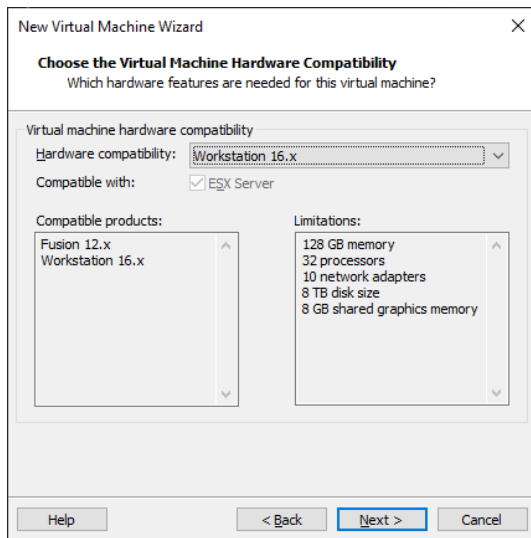 New Virtual Machine Wizard
Choose the Virtual Machine Hardware Compatibility
Which hardware features are needed for this virtual machine?
Virtual machine hardware compatibility
Hardware compatibility:
Workstation 16.x
Compatible with:
ESX Server
Compatible products:
Fusion 12.x
Workstation 16.x
Limitations:
128 GB memory
32 processors
10 network adapters
8 TB disk size
8 GB shared graphics memory
Help
< Back
Next >
Cancel